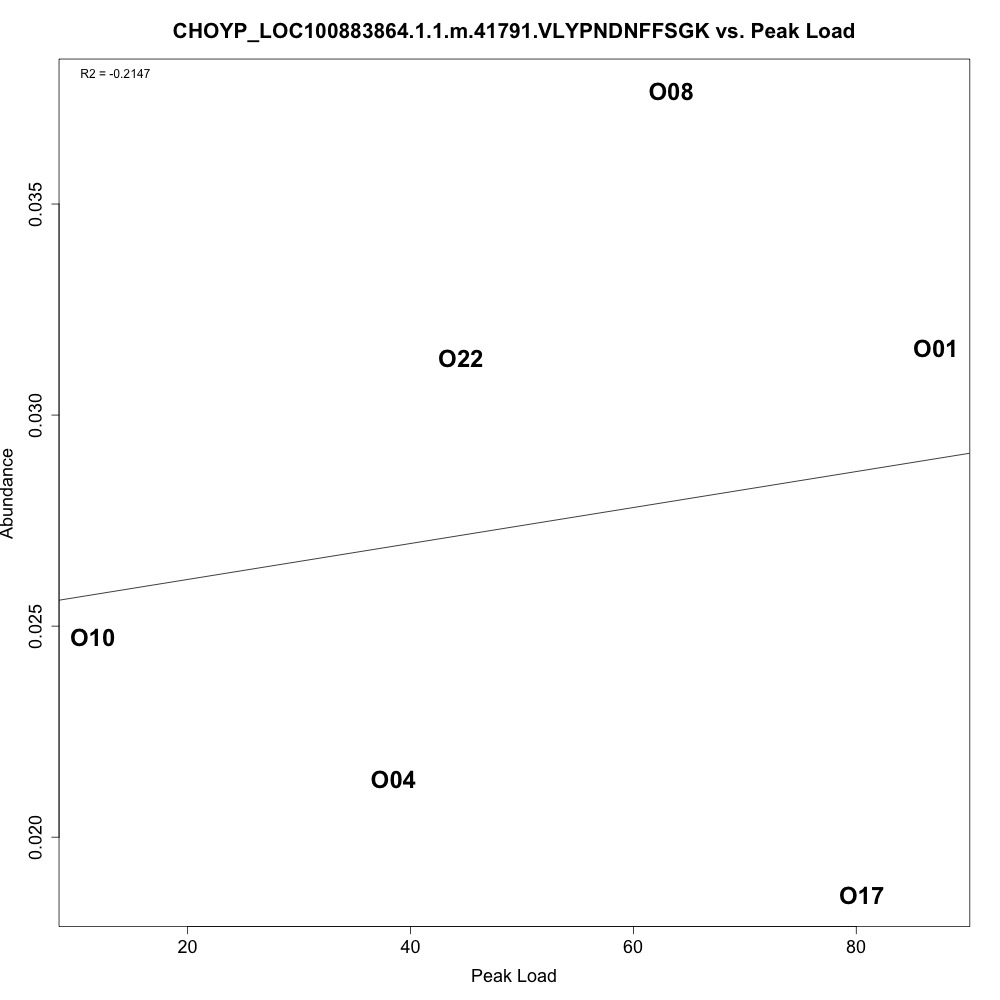 CHOYP_LOC100883864.1.1.m.41791.VLYPNDNFFSGK vs. Peak Load
R2 = -0.2147
O08
0.035
O22
O01
0.030
Abundance
0.025
O10
O04
0.020
O17
20
40
60
80
Peak Load